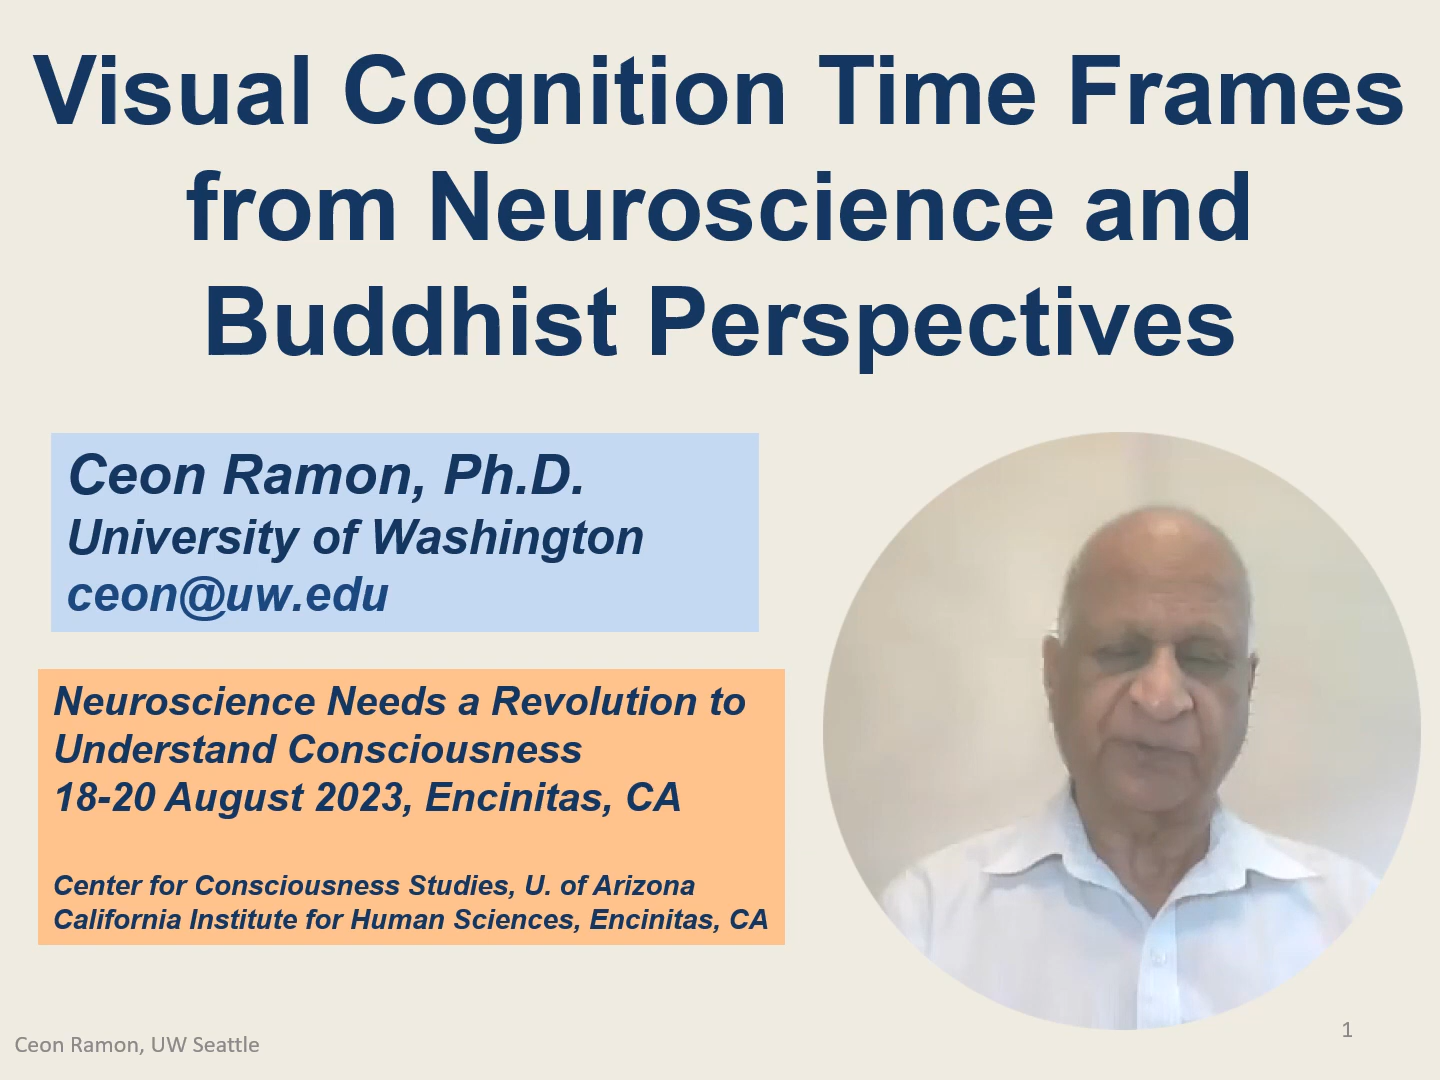 Visual Cognition Time Frames
from Neuroscience and
Buddhist Perspectives
Ceon Ramon, Ph.D.
University of Washington
ceon@uw.edu
Neuroscience Needs a Revolution to
Understand Consciousness
18-20 August 2023, Encinitas, CA
Center for Consciousness Studies, U. of Arizona
California Institute for Human Sciences, Encinitas, CA
Ceon Ramon, UW Seattle
1